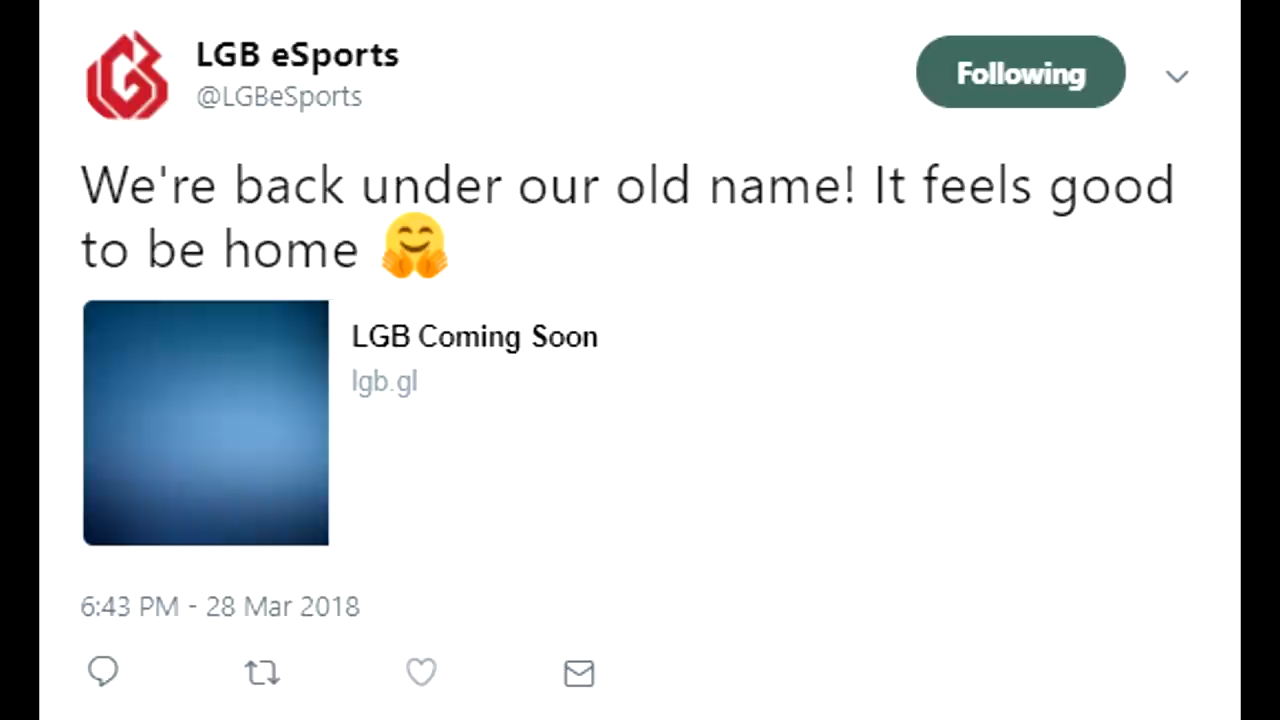 LGB eSports
@LGBeSports
Following
We're back under our old name! It feels good
to be home 🤗
LGB Coming Soon
lgb.gl
6:43 PM - 28 Mar 2018